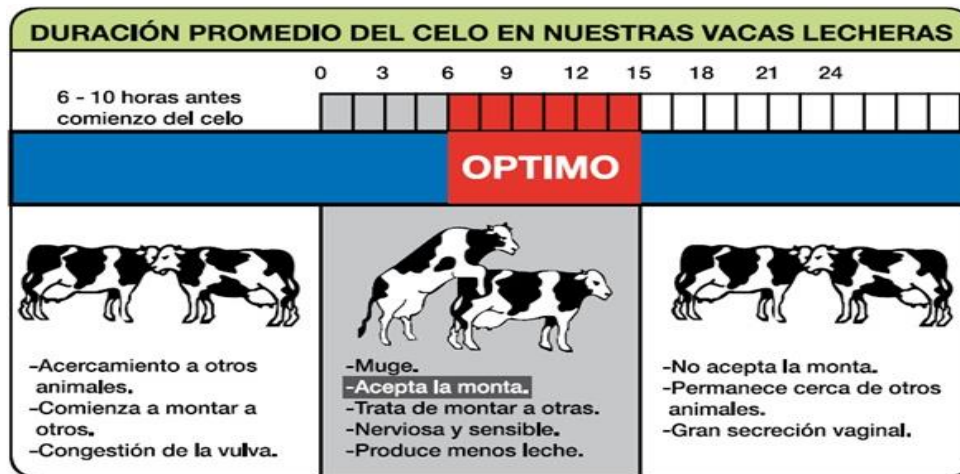 DURACIÓN PROMEDIO DEL CELO EN NUESTRAS VACAS LECHERAS
0 3 6 9 12 15 18 21 24
6 - 10 horas antes
comienzo del celo
OPTIMO
-Acercamiento a otros
animales.
-Comienza a montar a
otros.
-Congestión de la vulva.
-Muge.
-Acepta la monta.
-Trata de montar a otras.
-Nerviosa y sensible.
-Produce menos leche.
-No acepta la monta.
-Permanece cerca de otros
animales.
-Gran secreción vaginal.